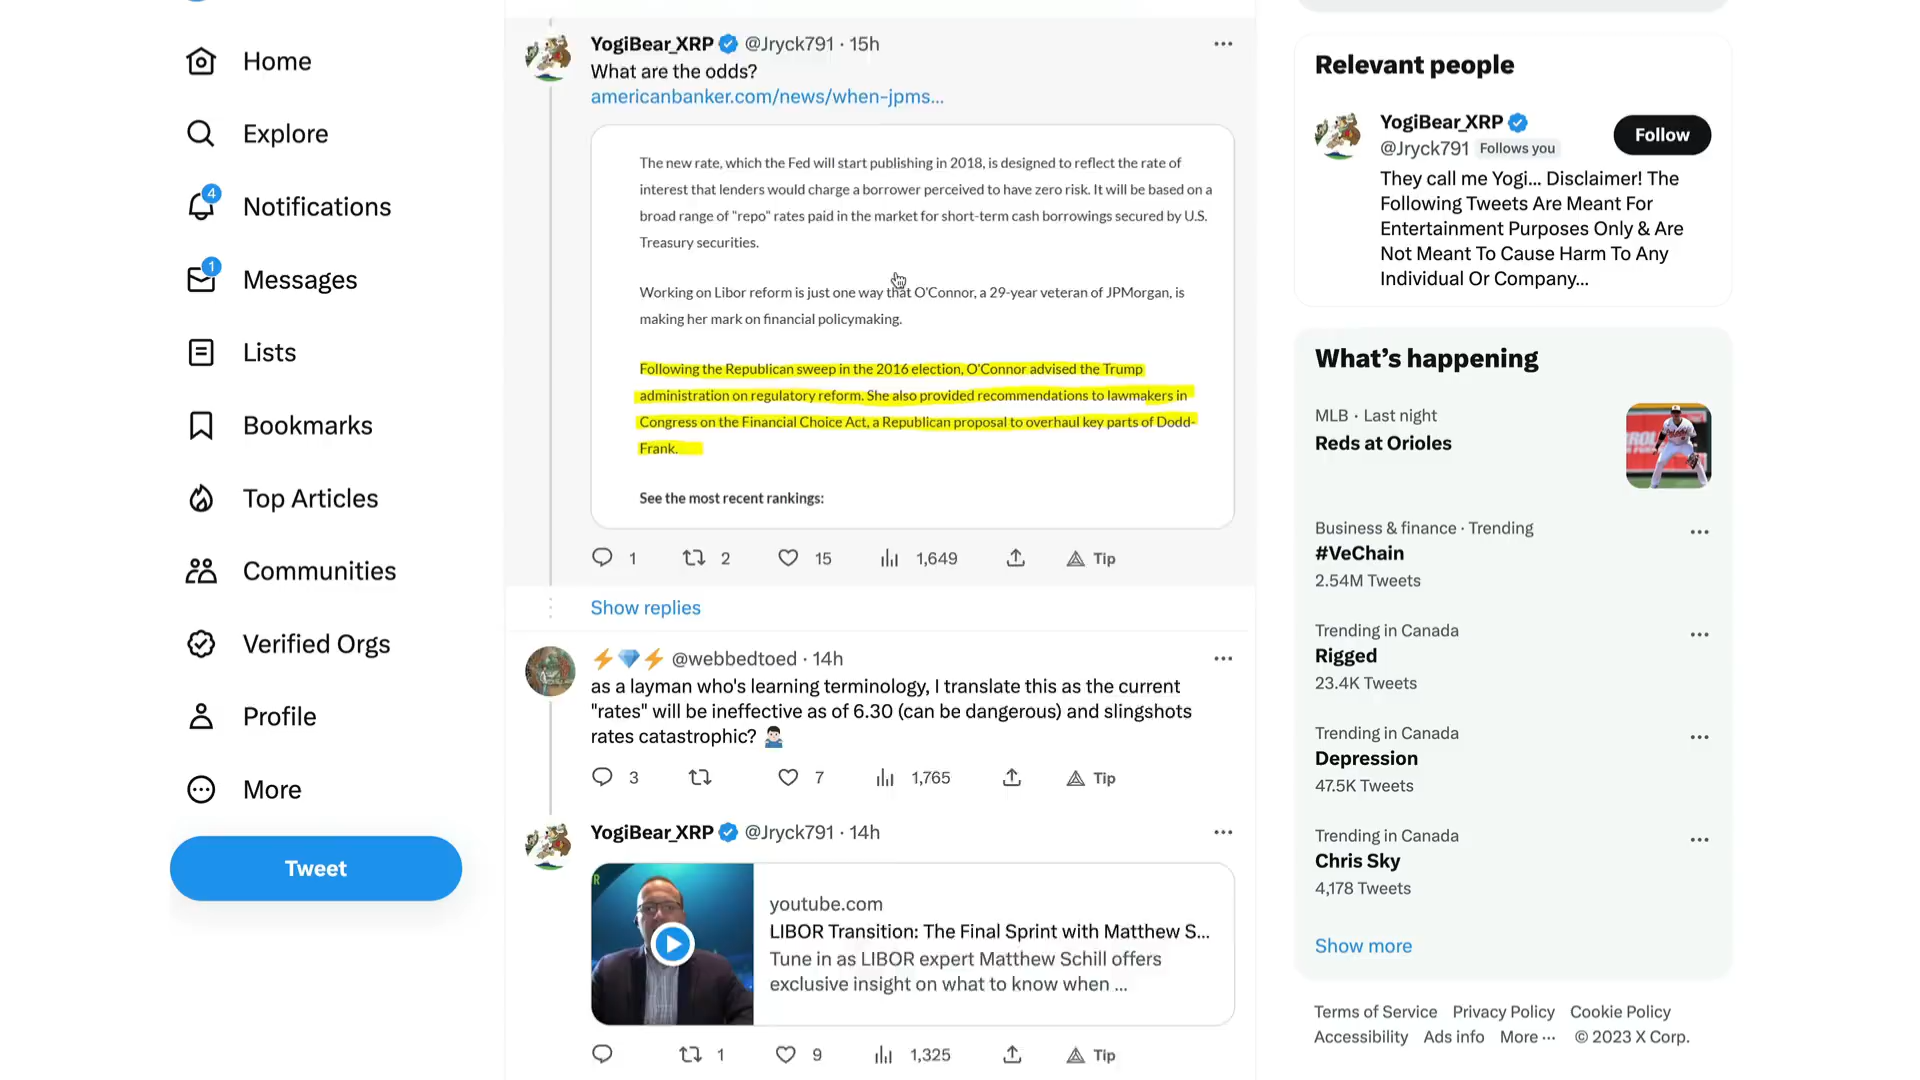 Home
Explore
4
Notifications
1
Messages
Lists
Bookmarks
Top Articles
Communities
Verified Orgs
Profile
More
Tweet
YogiBear_XRP @Jryck791 · 15h
What are the odds?
americanbanker.com/news/when-jpms...
The new rate, which the Fed will start publishing in 2018, is designed to reflect the rate of
interest that lenders would charge a borrower perceived to have zero risk. It will be based on a
broad range of "repo" rates paid in the market for short-term cash borrowings secured by U.S.
Treasury securities.
Working on Libor reform is just one way that O'Connor, a 29-year veteran of JPMorgan, is
making her mark on financial policymaking.
Following the Republican sweep in the 2016 election, O'Connor advised the Trump
administration on regulatory reform. She also provided recommendations to lawmakers in
Congress on the Financial Choice Act, a Republican proposal to overhaul key parts of Dodd-
Frank.
See the most recent rankings:
1 2 15 1,649 Tip
Show replies
⚡💎⚡ @webbedtoed · 14h
as a layman who's learning terminology, I translate this as the current
"rates" will be ineffective as of 6.30 (can be dangerous) and slingshots
rates catastrophic? 🤷🏻‍♂️
3 7 1,765 Tip
YogiBear_XRP @Jryck791 · 14h
R
youtube.com
LIBOR Transition: The Final Sprint with Matthew S...
Tune in as LIBOR expert Matthew Schill offers
exclusive insight on what to know when ...
1 9 1,325 Tip
Relevant people
YogiBear_XRP
@Jryck791 Follows you
Follow
They call me Yogi... Disclaimer! The
Following Tweets Are Meant For
Entertainment Purposes Only & Are
Not Meant To Cause Harm To Any
Individual Or Company...
What's happening
MLB · Last night
Reds at Orioles
Business & finance · Trending
#VeChain
2.54M Tweets
Trending in Canada
Rigged
23.4K Tweets
Trending in Canada
Depression
47.5K Tweets
Trending in Canada
Chris Sky
4,178 Tweets
Show more
Terms of Service Privacy Policy Cookie Policy
Accessibility Ads info More ··· © 2023 X Corp.